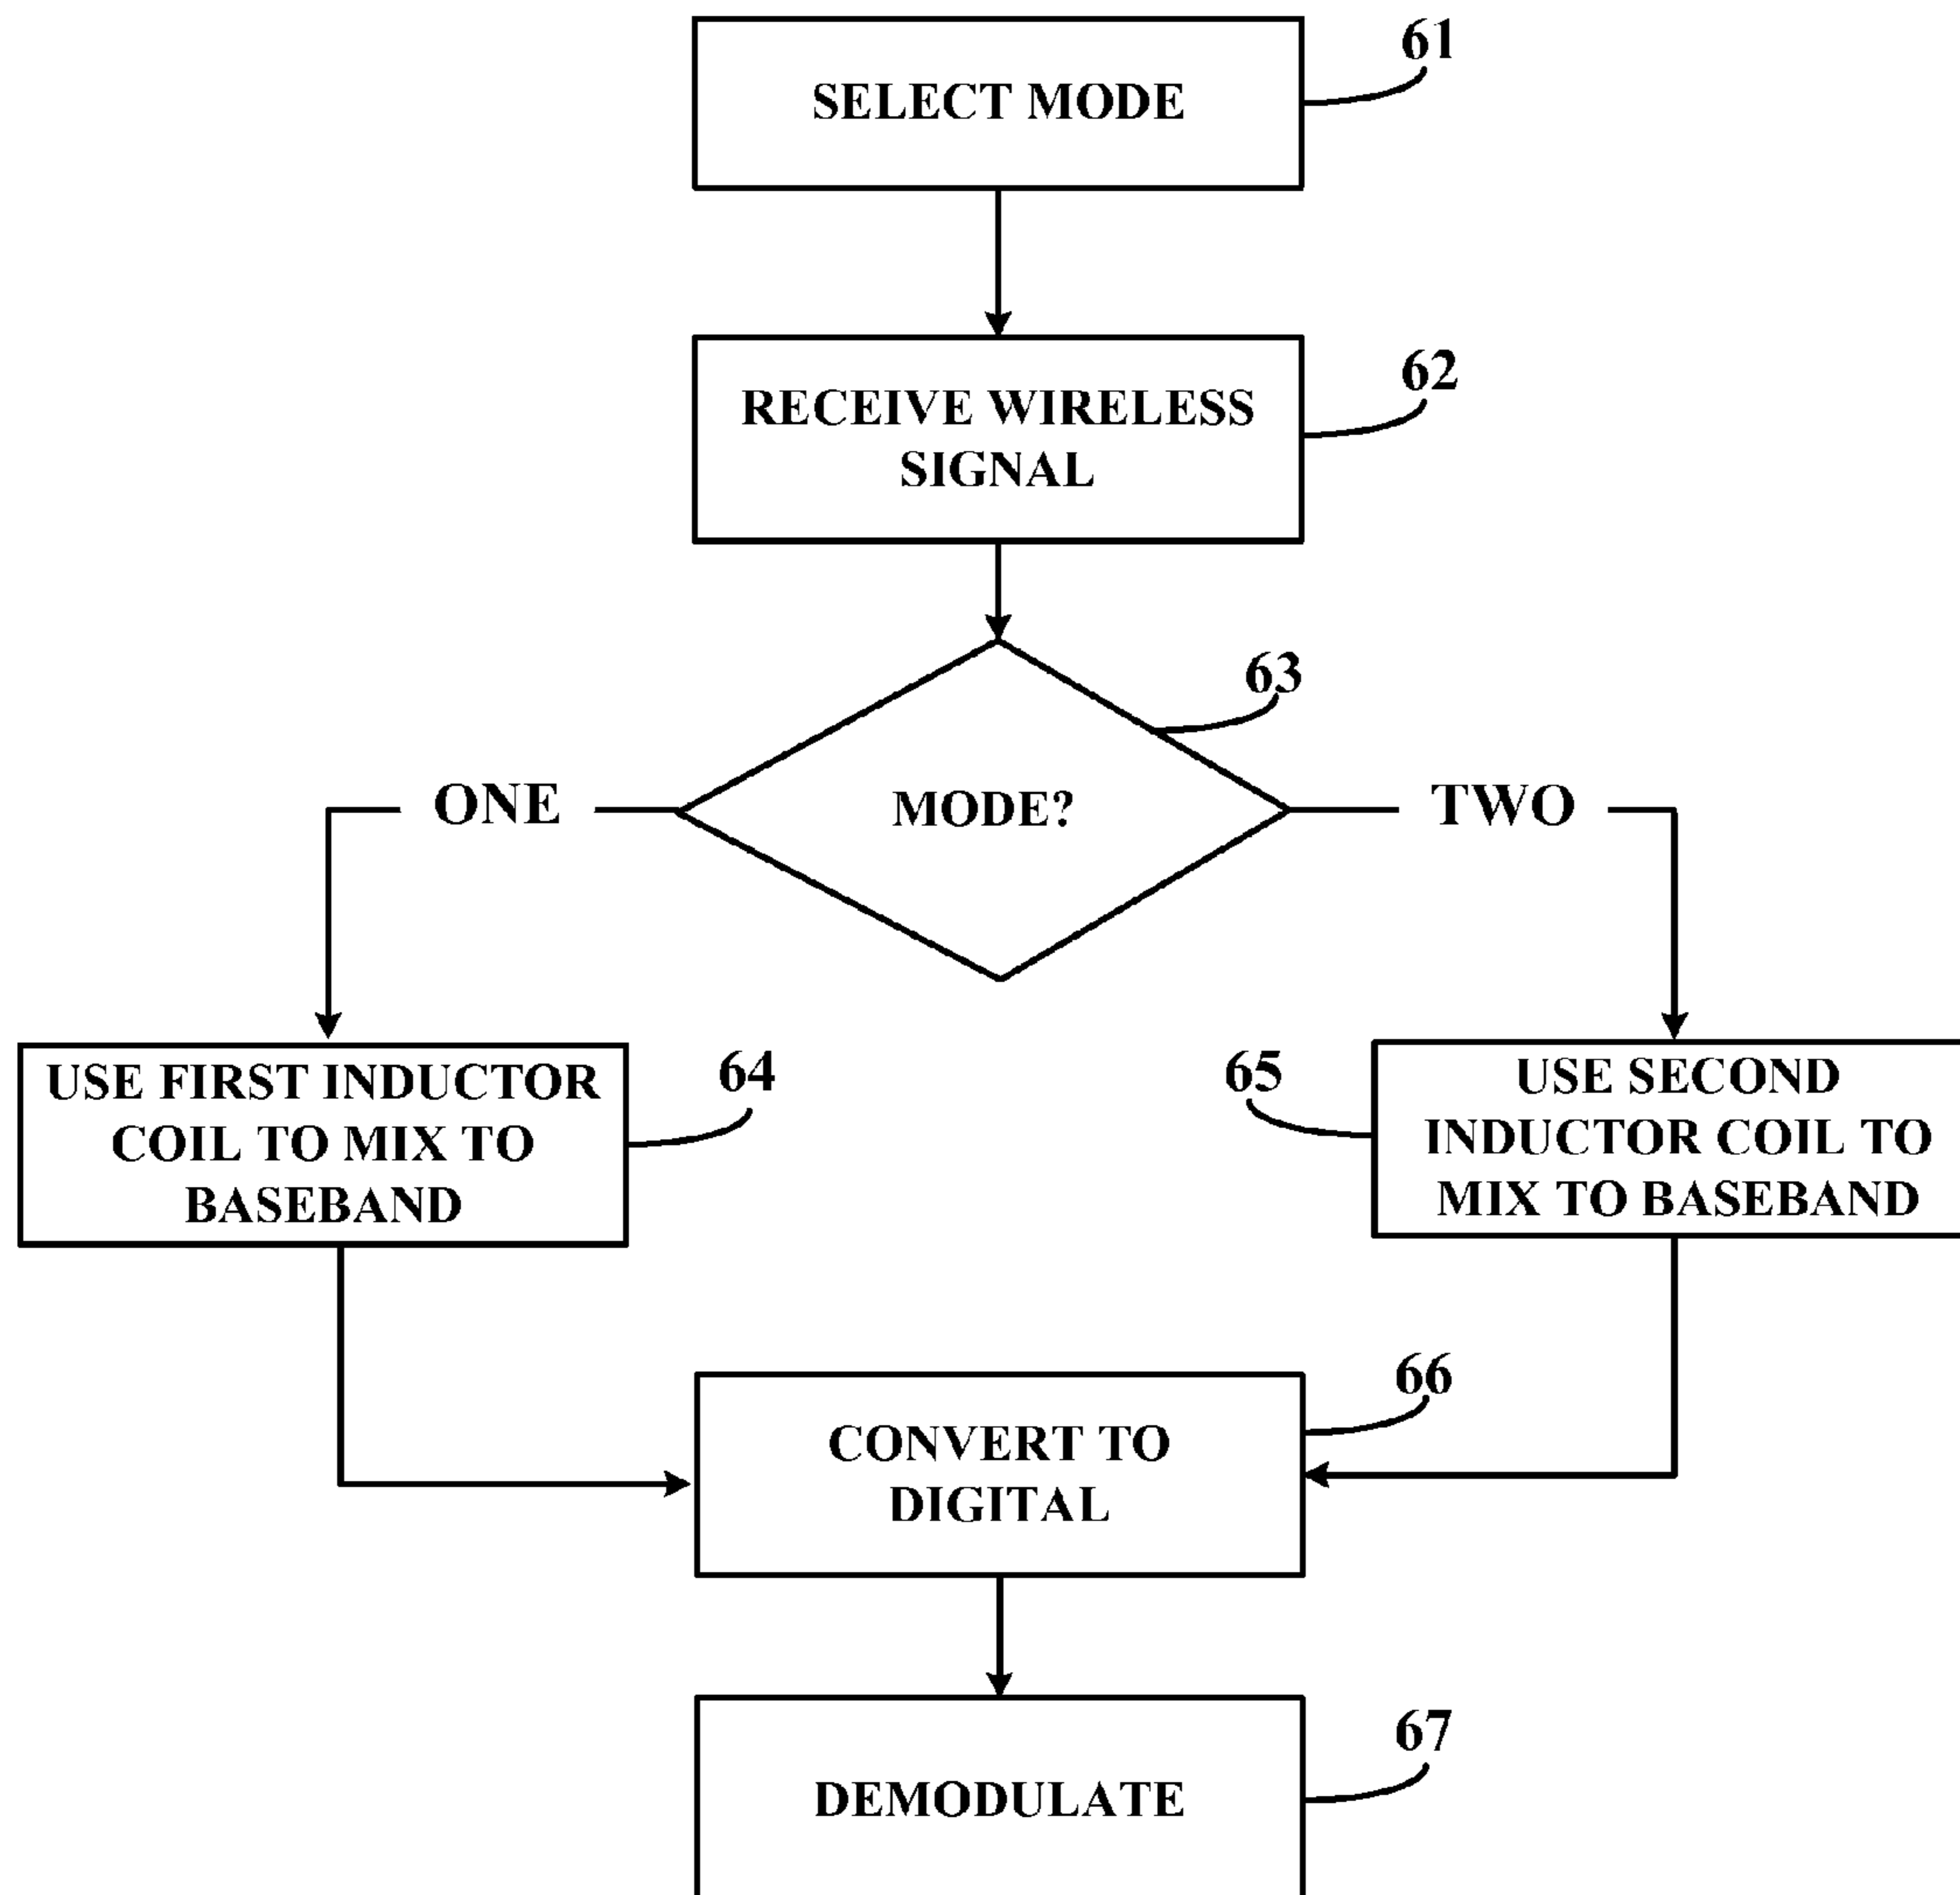 61
SELECT MODE
62
RECEIVE WIRELESS
SIGNAL
63
MODE?
ONE
TWO
64
USE FIRST INDUCTOR
COIL TO MIX TO
BASEBAND
65
USE SECOND
INDUCTOR COIL TO
MIX TO BASEBAND
66
CONVERT TO
DIGITAL
67
DEMODULATE